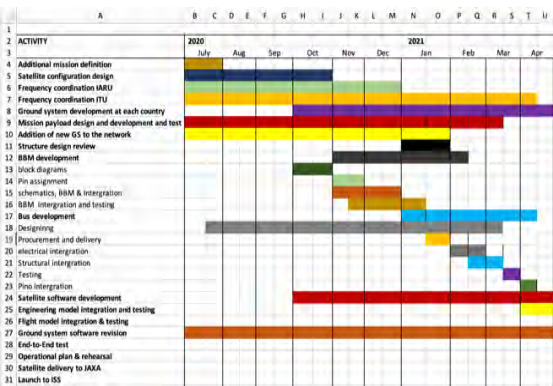 A B C D E F G H I J K L M N O P Q R S T U
1
2 ACTIVITY 2020 2021
3 July Aug Sep Oct Nov Dec Jan Feb Mar Apr
4 Additional mission definition
5 Satellite configuration design
6 Frequency coordination IARU
7 Frequency coordination ITU
8 Ground system development at each country
9 Mission payload design and development and test
10 Addition of new GS to the network
11 Structure design review
12 BBM development
13 block diagrams
14 Pin assignment
15 schematics, BBM & Intergration
16 BBM intergration and testing
17 Bus development
18 Designinng
19 Procurement and delivery
20 electrical intergration
21 Structural intergration
22 Testing
23 Pino intergration
24 Satellite software development
25 Engineering model integration and testing
26 Flight model integration & testing
27 Ground system software revision
28 End-to-End test
29 Operational plan & rehearsal
30 Satellite delivery to JAXA
31 Launch to ISS